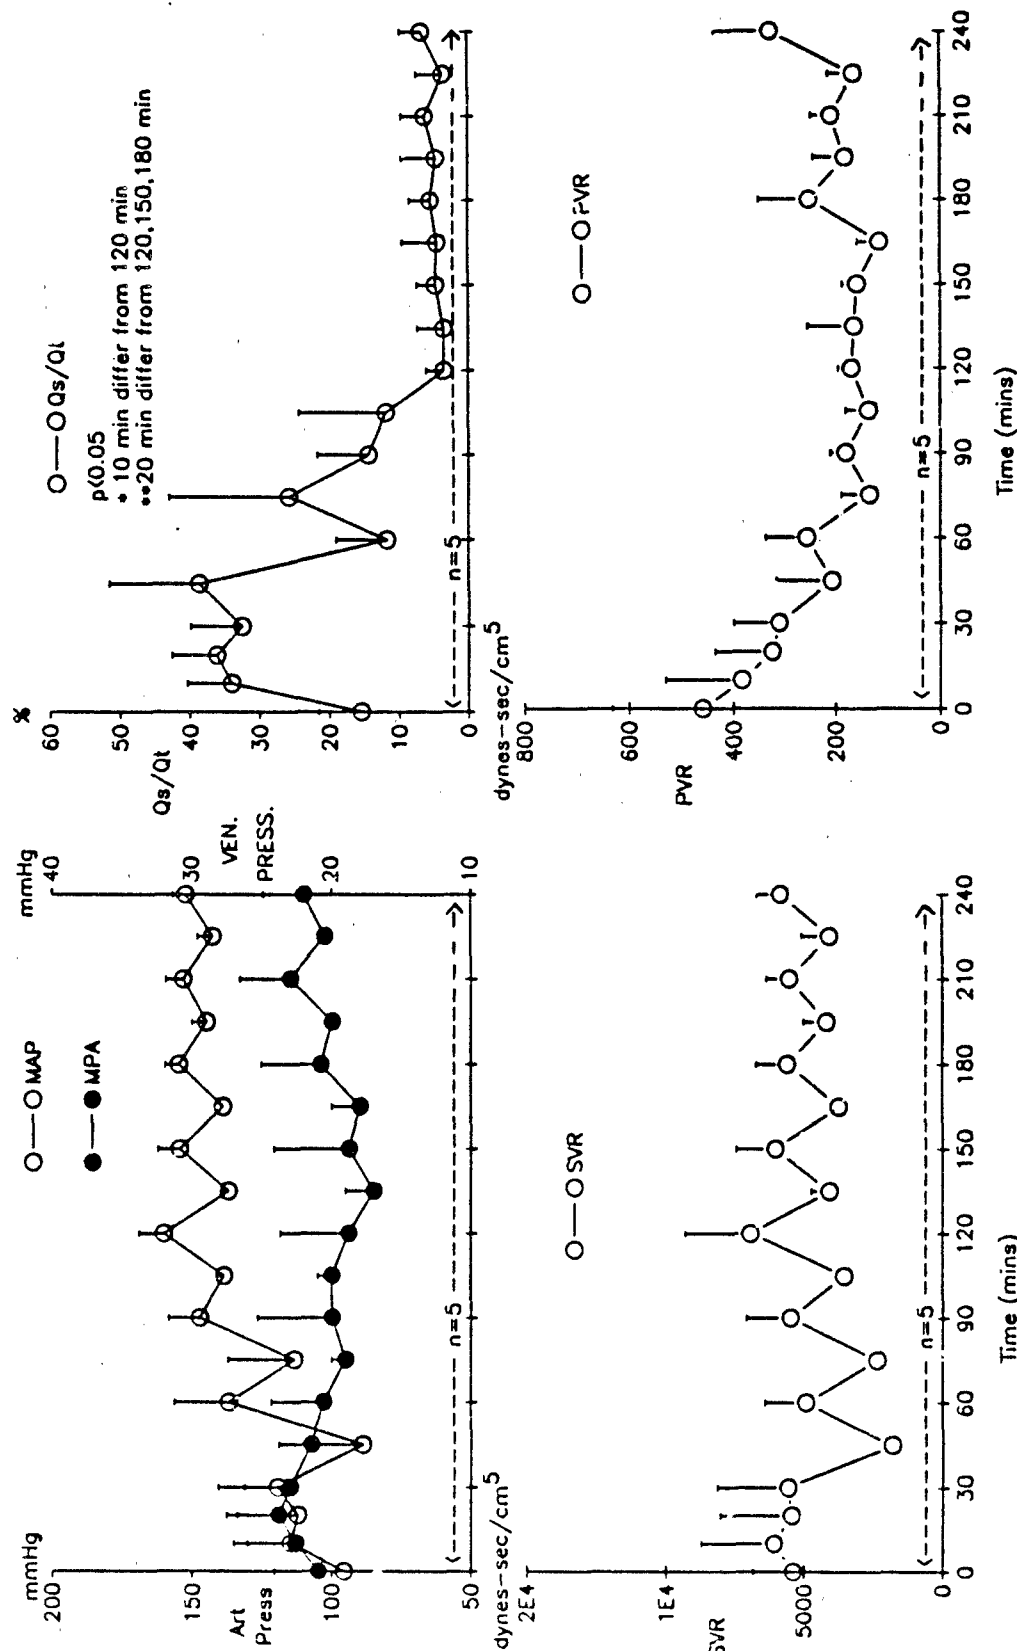 mmHg
200
150
100
50
Art
Press
○—○ MAP
●—● MPA
mmHg
40
30
20
10
VEN.
PRESS.
n=5
%
60
50
40
30
20
10
0
Qs/Qt
○—○ Qs/Qt
p<0.05
* 10 min differ from 120 min
**20 min differ from 120,150,180 min
n=5
dynes-sec/cm5
2E4
1E4
5000
0
SVR
○—○ SVR
n=5
0 30 60 90 120 150 180 210 240
Time (mins)
dynes-sec/cm5
800
600
400
200
0
PVR
○—○ PVR
n=5
0 30 60 90 120 150 180 210 240
Time (mins)